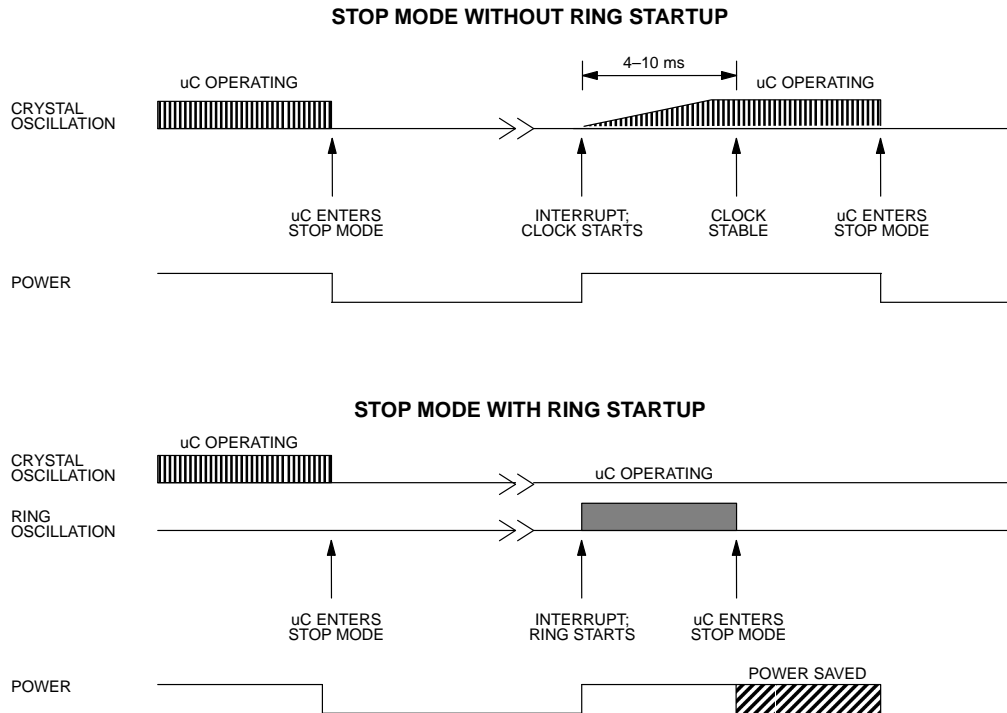 STOP MODE WITHOUT RING STARTUP
4–10 ms
uC OPERATING
uC OPERATING
CRYSTAL
OSCILLATION
uC ENTERS
STOP MODE
INTERRUPT;
CLOCK STARTS
CLOCK
STABLE
uC ENTERS
STOP MODE
POWER
STOP MODE WITH RING STARTUP
uC OPERATING
CRYSTAL
OSCILLATION
uC OPERATING
RING
OSCILLATION
uC ENTERS
STOP MODE
INTERRUPT;
RING STARTS
uC ENTERS
STOP MODE
POWER SAVED
POWER